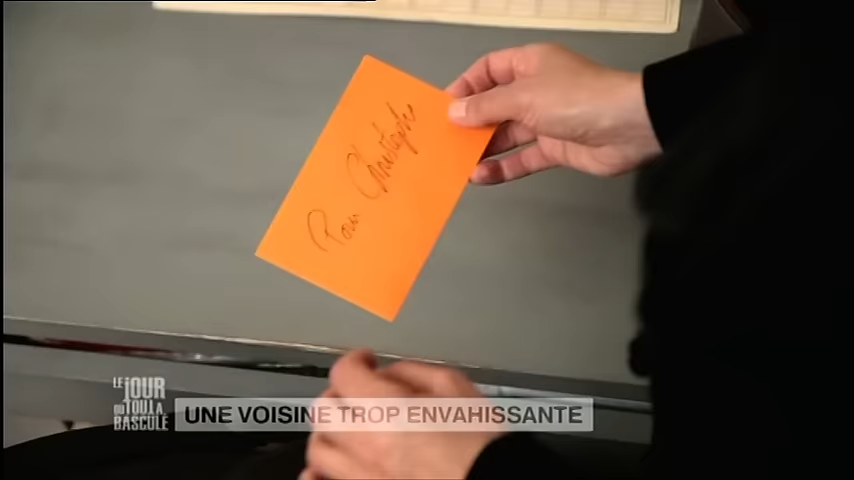 Pour Christophe
LE JOUR
OÙ TOUT A
BASCULÉ
UNE VOISINE TROP ENVAHISSANTE